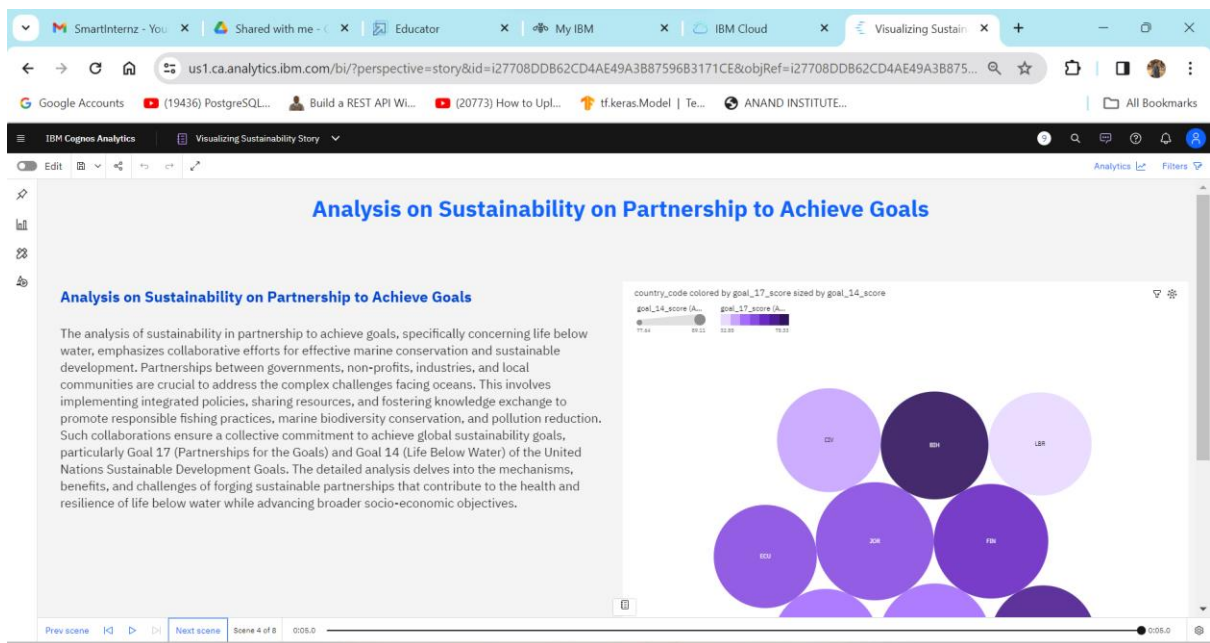 SmartInternz - You
Shared with me - G
Educator
My IBM
IBM Cloud
Visualizing Sustain
us1.ca.analytics.ibm.com/bi/?perspective=story&id=i27708DDB62CD4AE49A3B87596B3171CE&objRef=i27708DDB62CD4AE49A3B875...
Google Accounts
(19436) PostgreSQL...
Build a REST API Wi...
(20773) How to Upl...
tf.keras.Model | Te...
ANAND INSTITUTE...
All Bookmarks
IBM Cognos Analytics
Visualizing Sustainability Story
9
Edit
Analytics
Filters
Analysis on Sustainability on Partnership to Achieve Goals
Analysis on Sustainability on Partnership to Achieve Goals
The analysis of sustainability in partnership to achieve goals, specifically concerning life below
water, emphasizes collaborative efforts for effective marine conservation and sustainable
development. Partnerships between governments, non-profits, industries, and local
communities are crucial to address the complex challenges facing oceans. This involves
implementing integrated policies, sharing resources, and fostering knowledge exchange to
promote responsible fishing practices, marine biodiversity conservation, and pollution reduction.
Such collaborations ensure a collective commitment to achieve global sustainability goals,
particularly Goal 17 (Partnerships for the Goals) and Goal 14 (Life Below Water) of the United
Nations Sustainable Development Goals. The detailed analysis delves into the mechanisms,
benefits, and challenges of forging sustainable partnerships that contribute to the health and
resilience of life below water while advancing broader socio-economic objectives.
country_code colored by goal_17_score sized by goal_14_score
goal_14_score (A...
goal_17_score (A...
CIV
LBR
ECU
JOR
FIN
Prev scene
Next scene
Scene 4 of 8
0:05.0
0:05.0